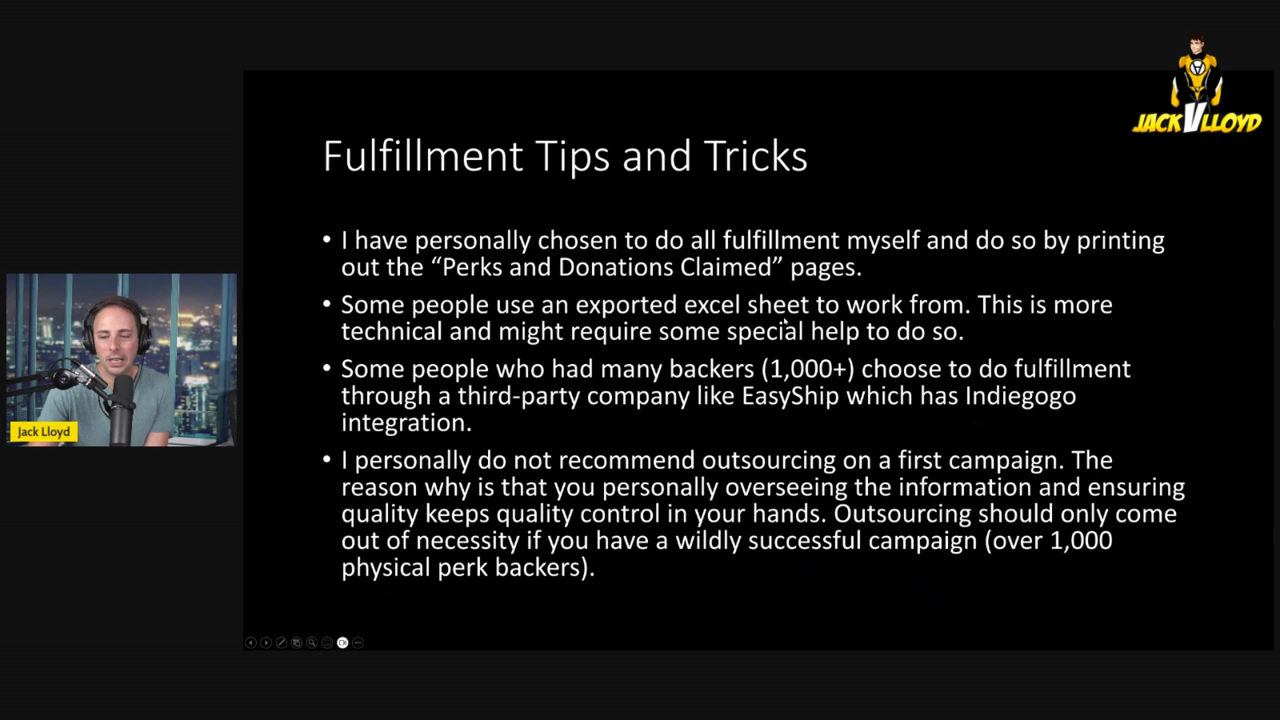 JACK V LLOYD
Fulfillment Tips and Tricks
• I have personally chosen to do all fulfillment myself and do so by printing
out the “Perks and Donations Claimed” pages.
• Some people use an exported excel sheet to work from. This is more
technical and might require some special help to do so.
• Some people who had many backers (1,000+) choose to do fulfillment
through a third-party company like EasyShip which has Indiegogo
integration.
• I personally do not recommend outsourcing on a first campaign. The
reason why is that you personally overseeing the information and ensuring
quality keeps quality control in your hands. Outsourcing should only come
out of necessity if you have a wildly successful campaign (over 1,000
physical perk backers).
Jack Lloyd